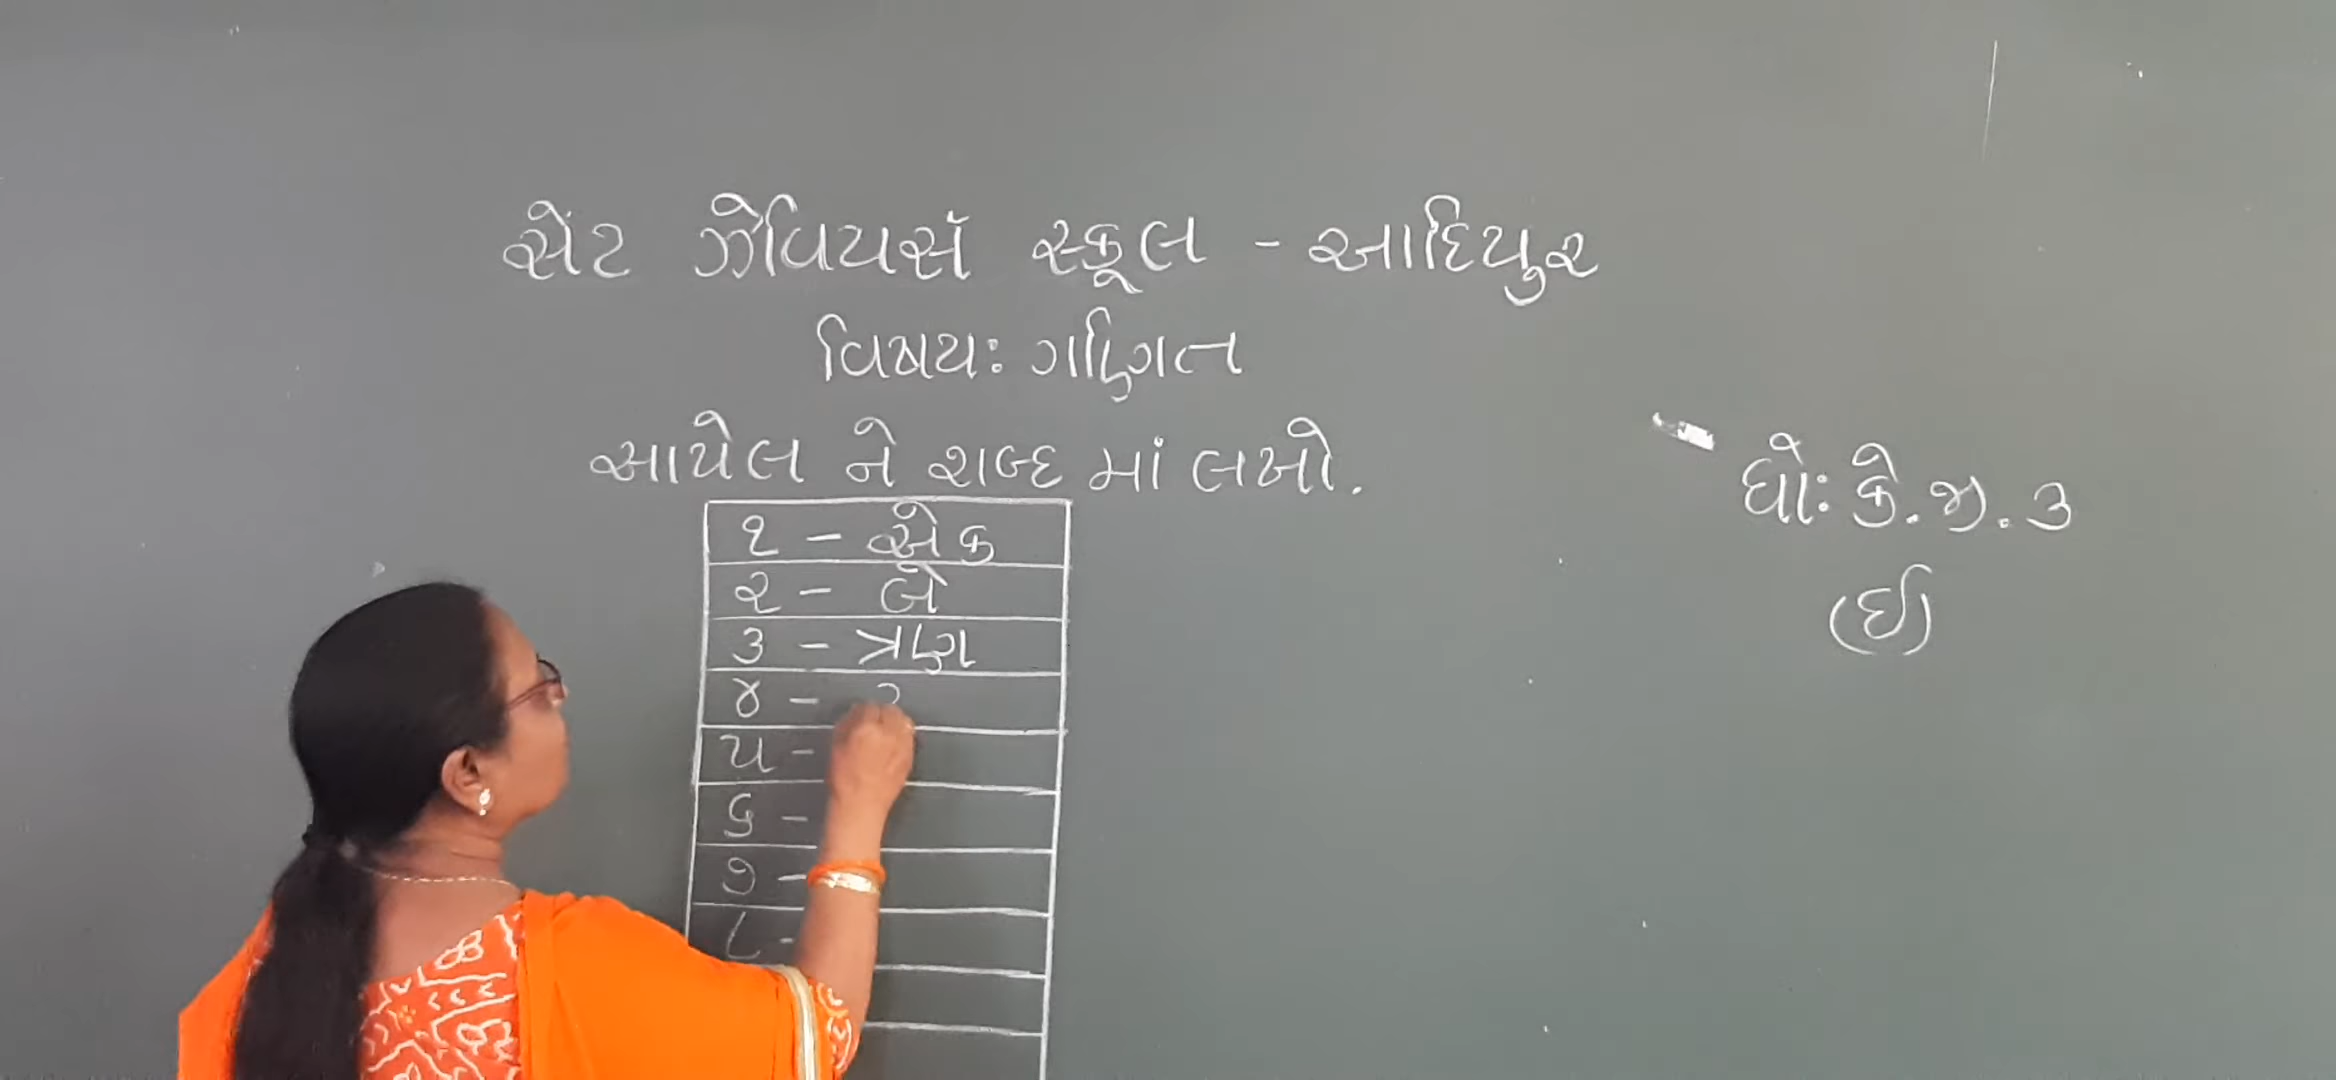 સેંટ ઝેવિયર્સ સ્કૂલ - આદિપુર
વિષય: ગણિત
આપેલ ને શબ્દ માં લખો.
ધો: કે.જી. ૩
(ઈ)
૧ - એક
૨ - બે
૩ - ત્રણ
૪ -
૫ -
૬ -
૭ -
૮ -